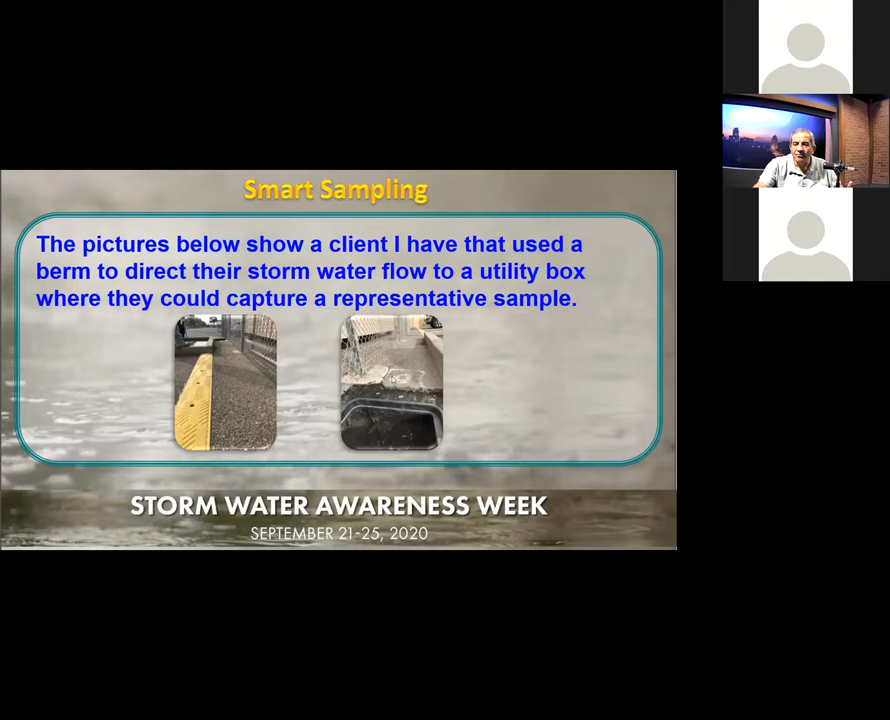 Smart Sampling
The pictures below show a client I have that used a
berm to direct their storm water flow to a utility box
where they could capture a representative sample.
STORM WATER AWARENESS WEEK
SEPTEMBER 21-25, 2020